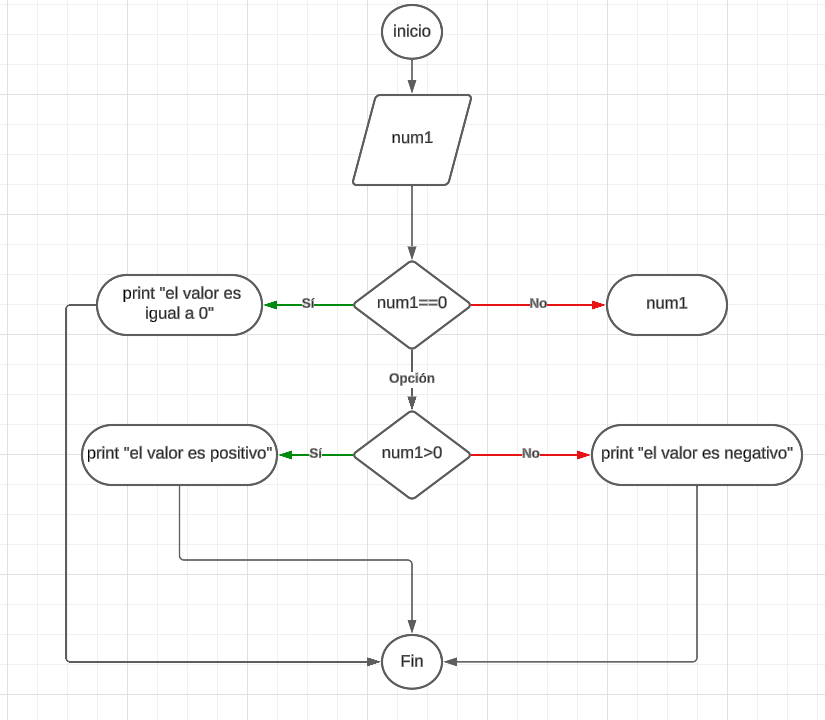 inicio
num1
print "el valor es
igual a 0"
Sí
num1==0
No
num1
Opción
print "el valor es positivo"
Sí
num1>0
No
print "el valor es negativo"
Fin